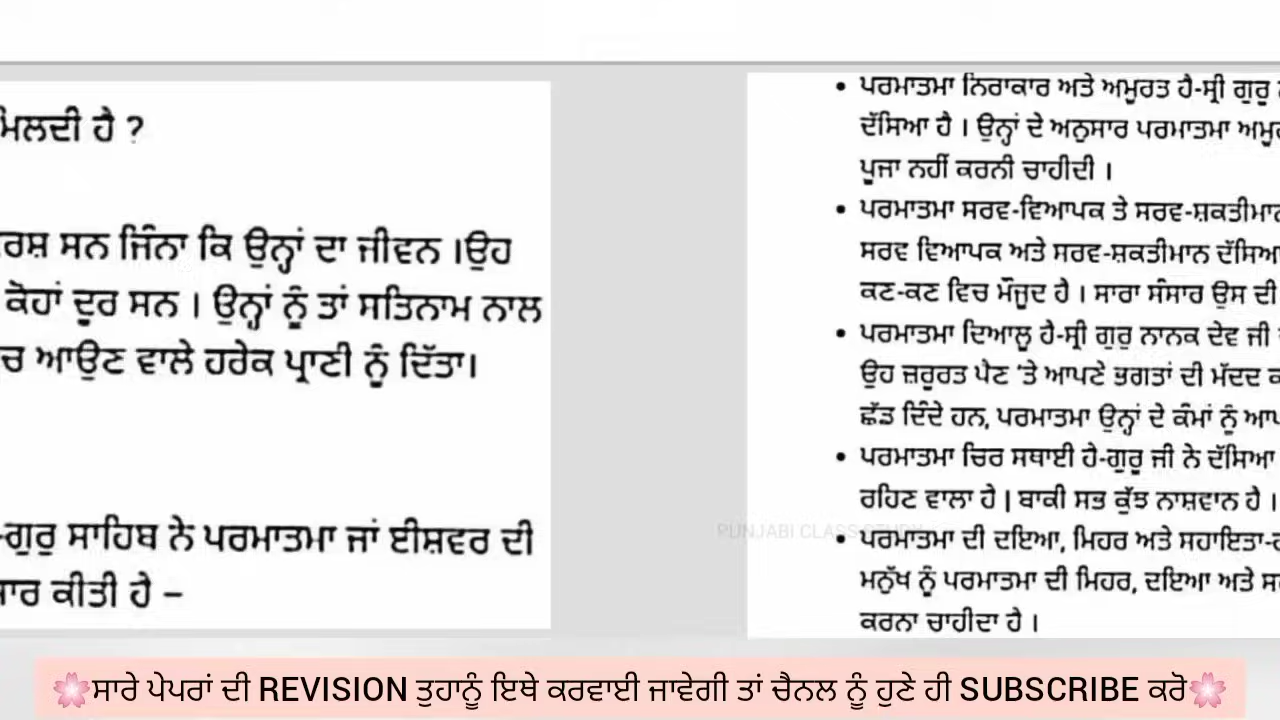 ਮਿਲਦੀ ਹੈ ?
ਰਸ਼ ਸਨ ਜਿੰਨਾ ਕਿ ਉਨ੍ਹਾਂ ਦਾ ਜੀਵਨ ।ਉਹ
ਕੋਹਾਂ ਦੂਰ ਸਨ । ਉਨ੍ਹਾਂ ਨੂੰ ਤਾਂ ਸਤਿਨਾਮ ਨਾਲ
ਚ ਆਉਣ ਵਾਲੇ ਹਰੇਕ ਪ੍ਰਾਣੀ ਨੂੰ ਦਿੱਤਾ।
-ਗੁਰੂ ਸਾਹਿਬ ਨੇ ਪਰਮਾਤਮਾ ਜਾਂ ਈਸ਼ਵਰ ਦੀ
ਸਾਰ ਕੀਤੀ ਹੈ –
• ਪਰਮਾਤਮਾ ਨਿਰਾਕਾਰ ਅਤੇ ਅਮੂਰਤ ਹੈ-ਸ੍ਰੀ ਗੁਰੂ
ਦੱਸਿਆ ਹੈ । ਉਨ੍ਹਾਂ ਦੇ ਅਨੁਸਾਰ ਪਰਮਾਤਮਾ ਅਮੂਰ
ਪੂਜਾ ਨਹੀਂ ਕਰਨੀ ਚਾਹੀਦੀ ।
• ਪਰਮਾਤਮਾ ਸਰਵ-ਵਿਆਪਕ ਤੇ ਸਰਵ-ਸ਼ਕਤੀਮਾਨ
ਸਰਵ ਵਿਆਪਕ ਅਤੇ ਸਰਵ-ਸ਼ਕਤੀਮਾਨ ਦੱਸਿਆ
ਕਣ-ਕਣ ਵਿਚ ਮੌਜੂਦ ਹੈ । ਸਾਰਾ ਸੰਸਾਰ ਉਸ ਦੀ
• ਪਰਮਾਤਮਾ ਦਿਆਲੂ ਹੈ-ਸ੍ਰੀ ਗੁਰੂ ਨਾਨਕ ਦੇਵ ਜੀ
ਉਹ ਜ਼ਰੂਰਤ ਪੈਣ 'ਤੇ ਆਪਣੇ ਭਗਤਾਂ ਦੀ ਮੱਦਦ ਕ
ਛੱਡ ਦਿੰਦੇ ਹਨ, ਪਰਮਾਤਮਾ ਉਨ੍ਹਾਂ ਦੇ ਕੰਮਾਂ ਨੂੰ ਆਪ
• ਪਰਮਾਤਮਾ ਚਿਰ ਸਥਾਈ ਹੈ-ਗੁਰੂ ਜੀ ਨੇ ਦੱਸਿਆ
ਰਹਿਣ ਵਾਲਾ ਹੈ | ਬਾਕੀ ਸਭ ਕੁੱਝ ਨਾਸ਼ਵਾਨ ਹੈ ।
PUNJABI CLASS STUDY
• ਪਰਮਾਤਮਾ ਦੀ ਦਇਆ, ਮਿਹਰ ਅਤੇ ਸਹਾਇਤਾ-
ਮਨੁੱਖ ਨੂੰ ਪਰਮਾਤਮਾ ਦੀ ਮਿਹਰ, ਦਇਆ ਅਤੇ ਸ
ਕਰਨਾ ਚਾਹੀਦਾ ਹੈ ।
🌸ਸਾਰੇ ਪੇਪਰਾਂ ਦੀ REVISION ਤੁਹਾਨੂੰ ਇਥੇ ਕਰਵਾਈ ਜਾਵੇਗੀ ਤਾਂ ਚੈਨਲ ਨੂੰ ਹੁਣੇ ਹੀ SUBSCRIBE ਕਰੋ🌸